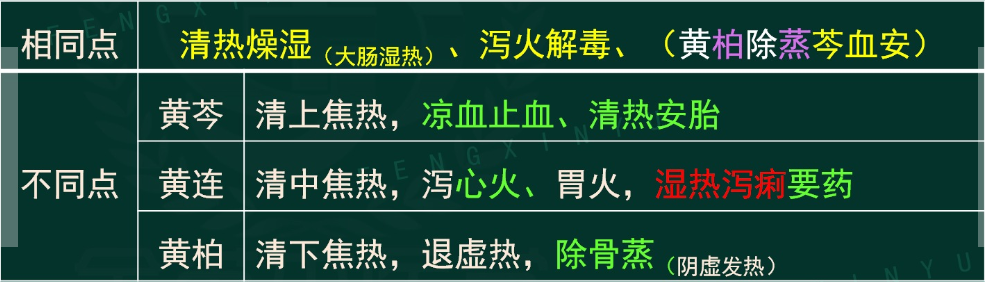 相同点 清热燥湿（大肠湿热）、泻火解毒、（黄柏除蒸芩血安）
黄芩 清上焦热，凉血止血、清热安胎
不同点 黄连 清中焦热，泻心火、胃火，湿热泻痢要药
黄柏 清下焦热，退虚热，除骨蒸（阴虚发热）